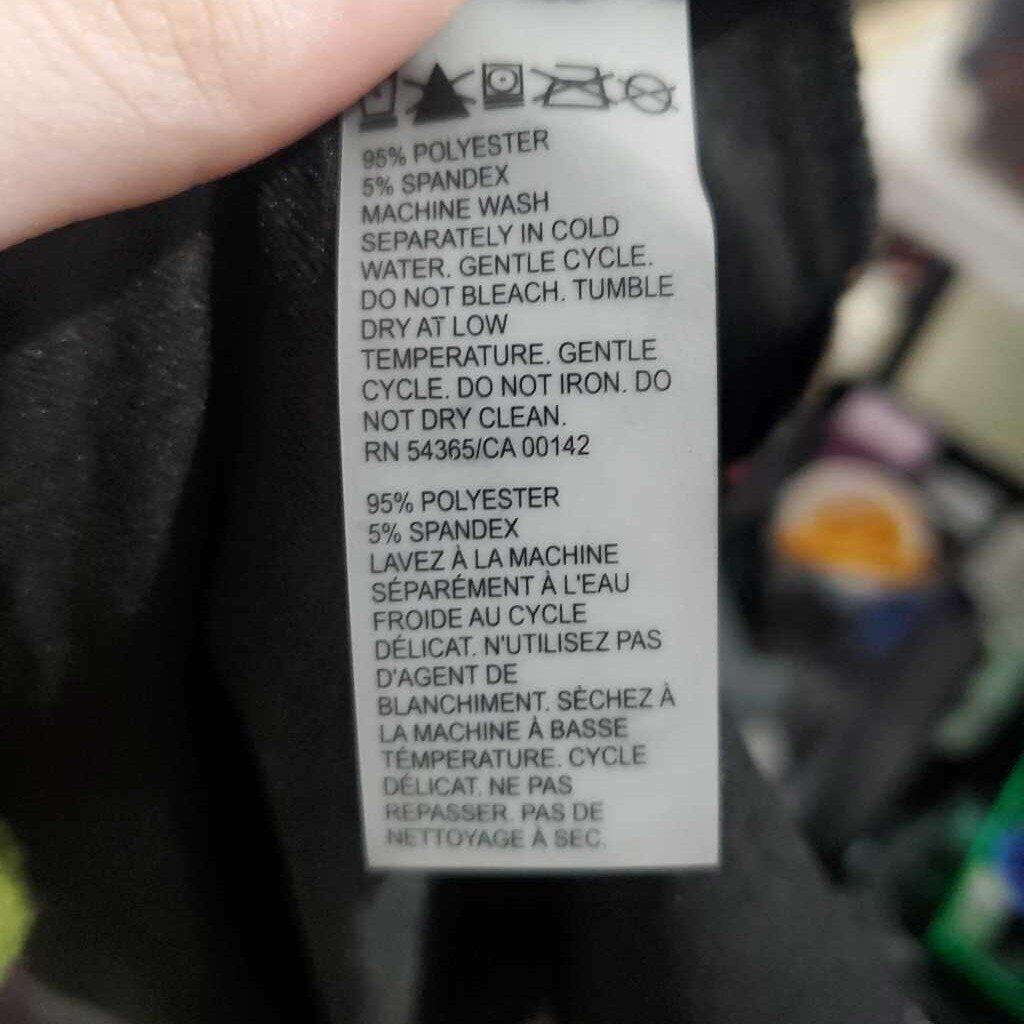 95% POLYESTER
5% SPANDEX
MACHINE WASH
SEPARATELY IN COLD
WATER. GENTLE CYCLE.
DO NOT BLEACH. TUMBLE
DRY AT LOW
TEMPERATURE. GENTLE
CYCLE. DO NOT IRON. DO
NOT DRY CLEAN.
RN 54365/CA 00142
95% POLYESTER
5% SPANDEX
LAVEZ À LA MACHINE
SÉPARÉMENT À L'EAU
FROIDE AU CYCLE
DÉLICAT. N'UTILISEZ PAS
D'AGENT DE
BLANCHIMENT. SÈCHEZ À
LA MACHINE À BASSE
TÉMPERATURE. CYCLE
DÉLICAT. NE PAS
REPASSER. PAS DE
NETTOYAGE À SEC.